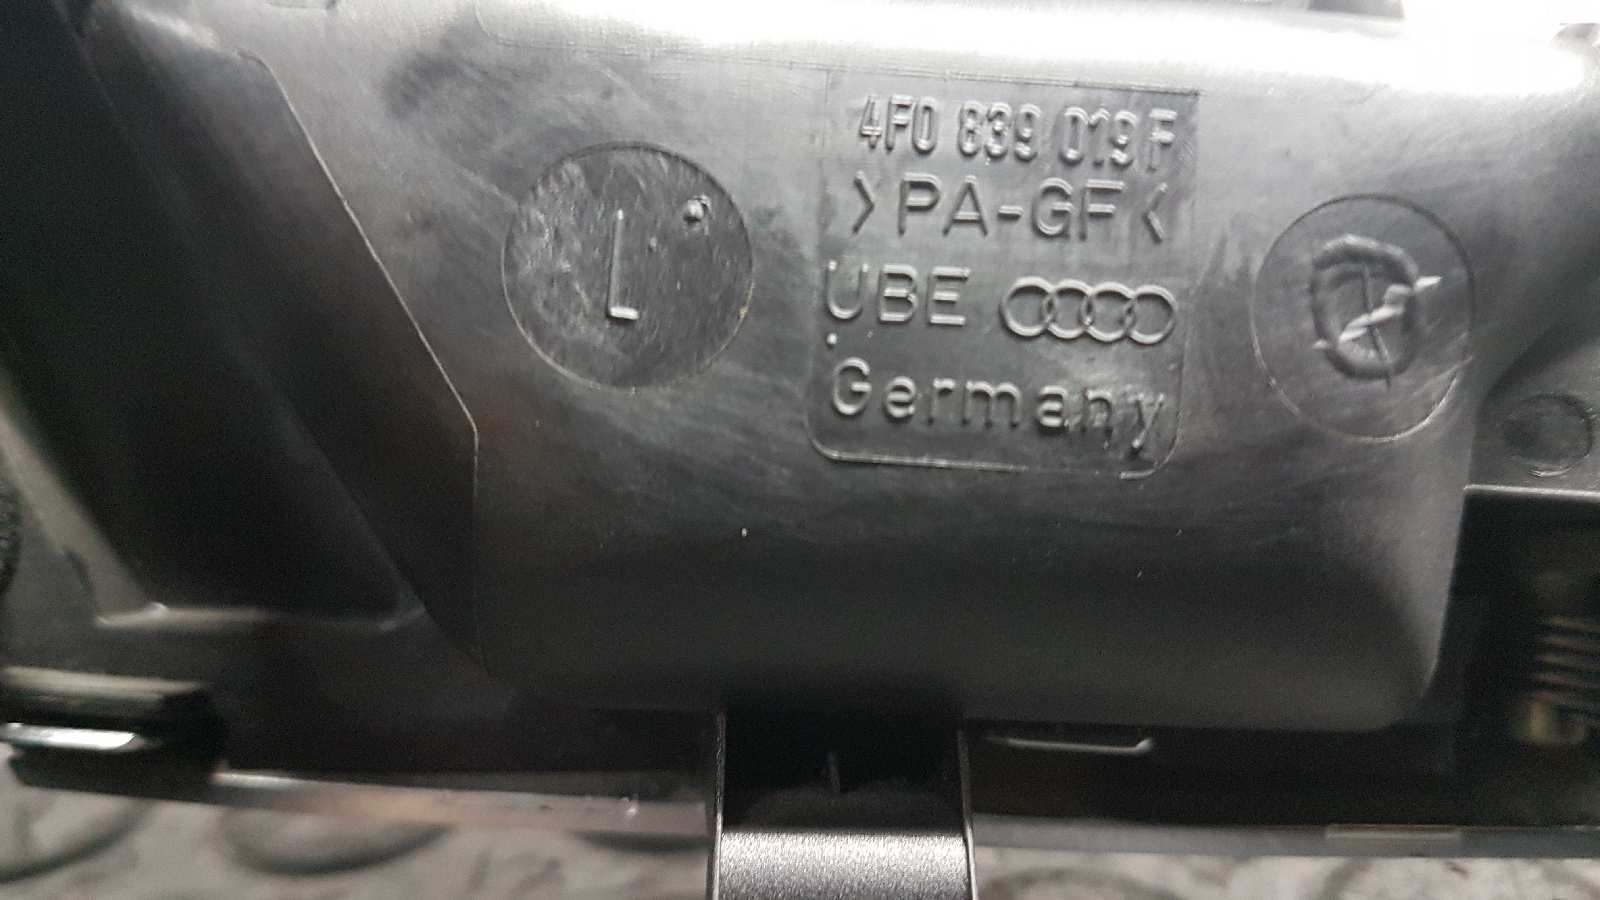 4F0 839 019 F
>PA-GF<
L
UBE
Germany